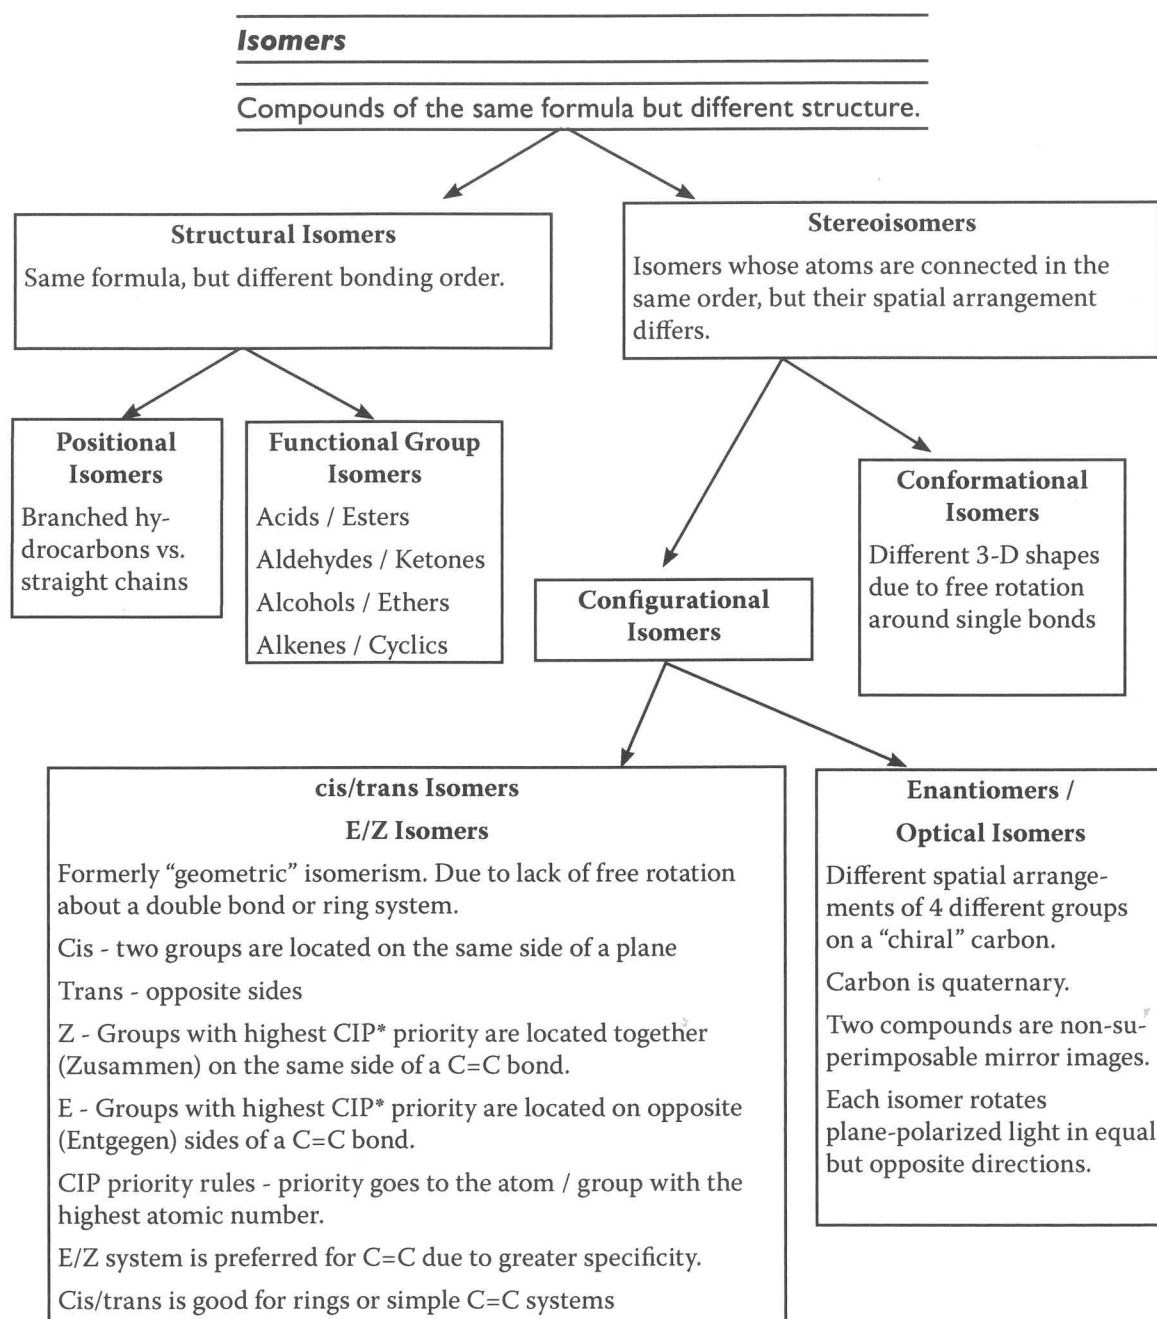 Isomers
Compounds of the same formula but different structure.
Structural Isomers
Same formula, but different bonding order.
Stereoisomers
Isomers whose atoms are connected in the
same order, but their spatial arrangement
differs.
Positional
Isomers
Branched hy-
drocarbons vs.
straight chains
Functional Group
Isomers
Acids / Esters
Aldehydes / Ketones
Alcohols / Ethers
Alkenes / Cyclics
Configurational
Isomers
Conformational
Isomers
Different 3-D shapes
due to free rotation
around single bonds
cis/trans Isomers
E/Z Isomers
Formerly “geometric” isomerism. Due to lack of free rotation
about a double bond or ring system.
Cis - two groups are located on the same side of a plane
Trans - opposite sides
Z - Groups with highest CIP* priority are located together
(Zusammen) on the same side of a C=C bond.
E - Groups with highest CIP* priority are located on opposite
(Entgegen) sides of a C=C bond.
CIP priority rules - priority goes to the atom / group with the
highest atomic number.
E/Z system is preferred for C=C due to greater specificity.
Cis/trans is good for rings or simple C=C systems
Enantiomers /
Optical Isomers
Different spatial arrange-
ments of 4 different groups
on a “chiral” carbon.
Carbon is quaternary.
Two compounds are non-su-
perimposable mirror images.
Each isomer rotates
plane-polarized light in equal
but opposite directions.